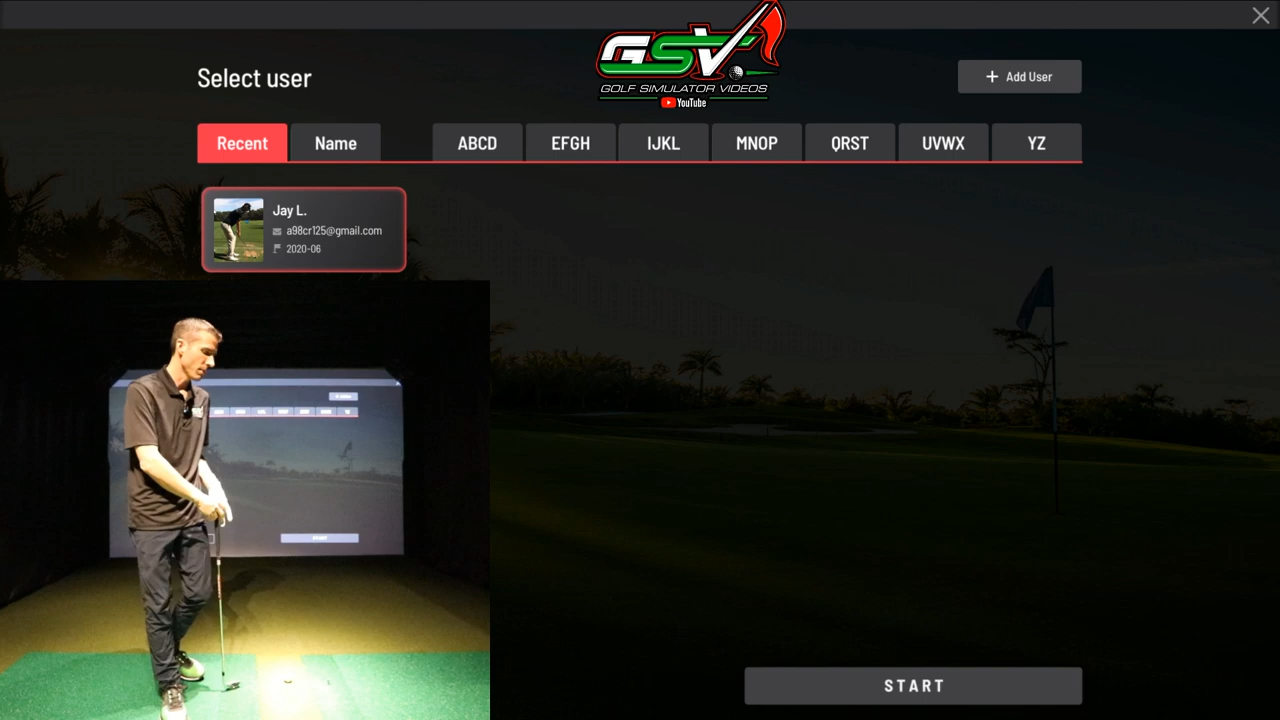 GSV
GOLF SIMULATOR VIDEOS
YouTube
Select user
+ Add User
Recent
Name
ABCD
EFGH
IJKL
MNOP
QRST
UVWX
YZ
Jay L.
a98cr125@gmail.com
2020-06
START